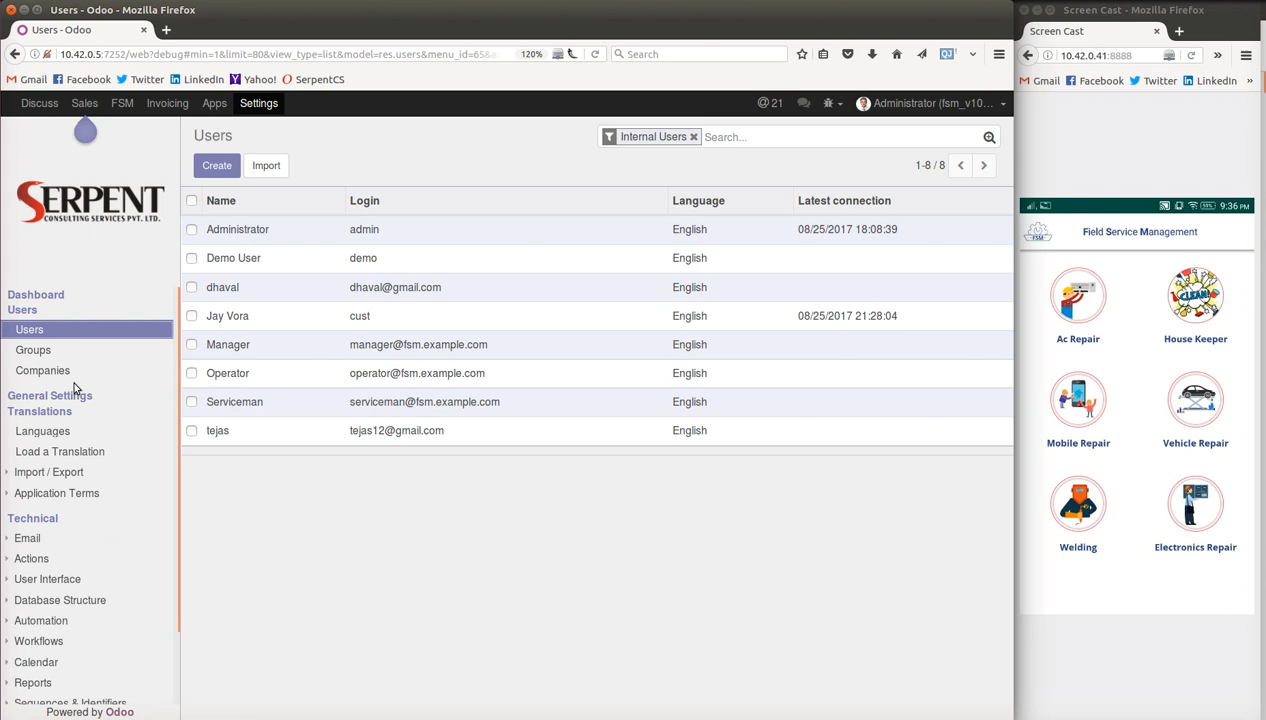 Users - Odoo - Mozilla Firefox
Users - Odoo
10.42.0.5:7252/web?debug#min=1&limit=80&view_type=list&model=res.users&menu_id=65&a
120%
Search
Gmail Facebook Twitter LinkedIn Yahoo! SerpentCS
Discuss Sales FSM Invoicing Apps Settings
@ 21
Administrator (fsm_v10...
SERPENT
CONSULTING SERVICES PVT. LTD.
Dashboard
Users
Users
Groups
Companies
General Settings
Translations
Languages
Load a Translation
Import / Export
Application Terms
Technical
Email
Actions
User Interface
Database Structure
Automation
Workflows
Calendar
Reports
Sequences & Identifiers
Powered by Odoo
Users
Internal Users
Search...
Create Import
1-8 / 8
Name Login Language Latest connection
Administrator admin English 08/25/2017 18:08:39
Demo User demo English
dhaval dhaval@gmail.com English
Jay Vora cust English 08/25/2017 21:28:04
Manager manager@fsm.example.com English
Operator operator@fsm.example.com English
Serviceman serviceman@fsm.example.com English
tejas tejas12@gmail.com English
Screen Cast - Mozilla Firefox
Screen Cast
10.42.0.41:8888
Gmail Facebook Twitter LinkedIn
9:36 PM
FSM
Field Service Management
CLEAN!
Ac Repair House Keeper
Mobile Repair Vehicle Repair
Welding Electronics Repair